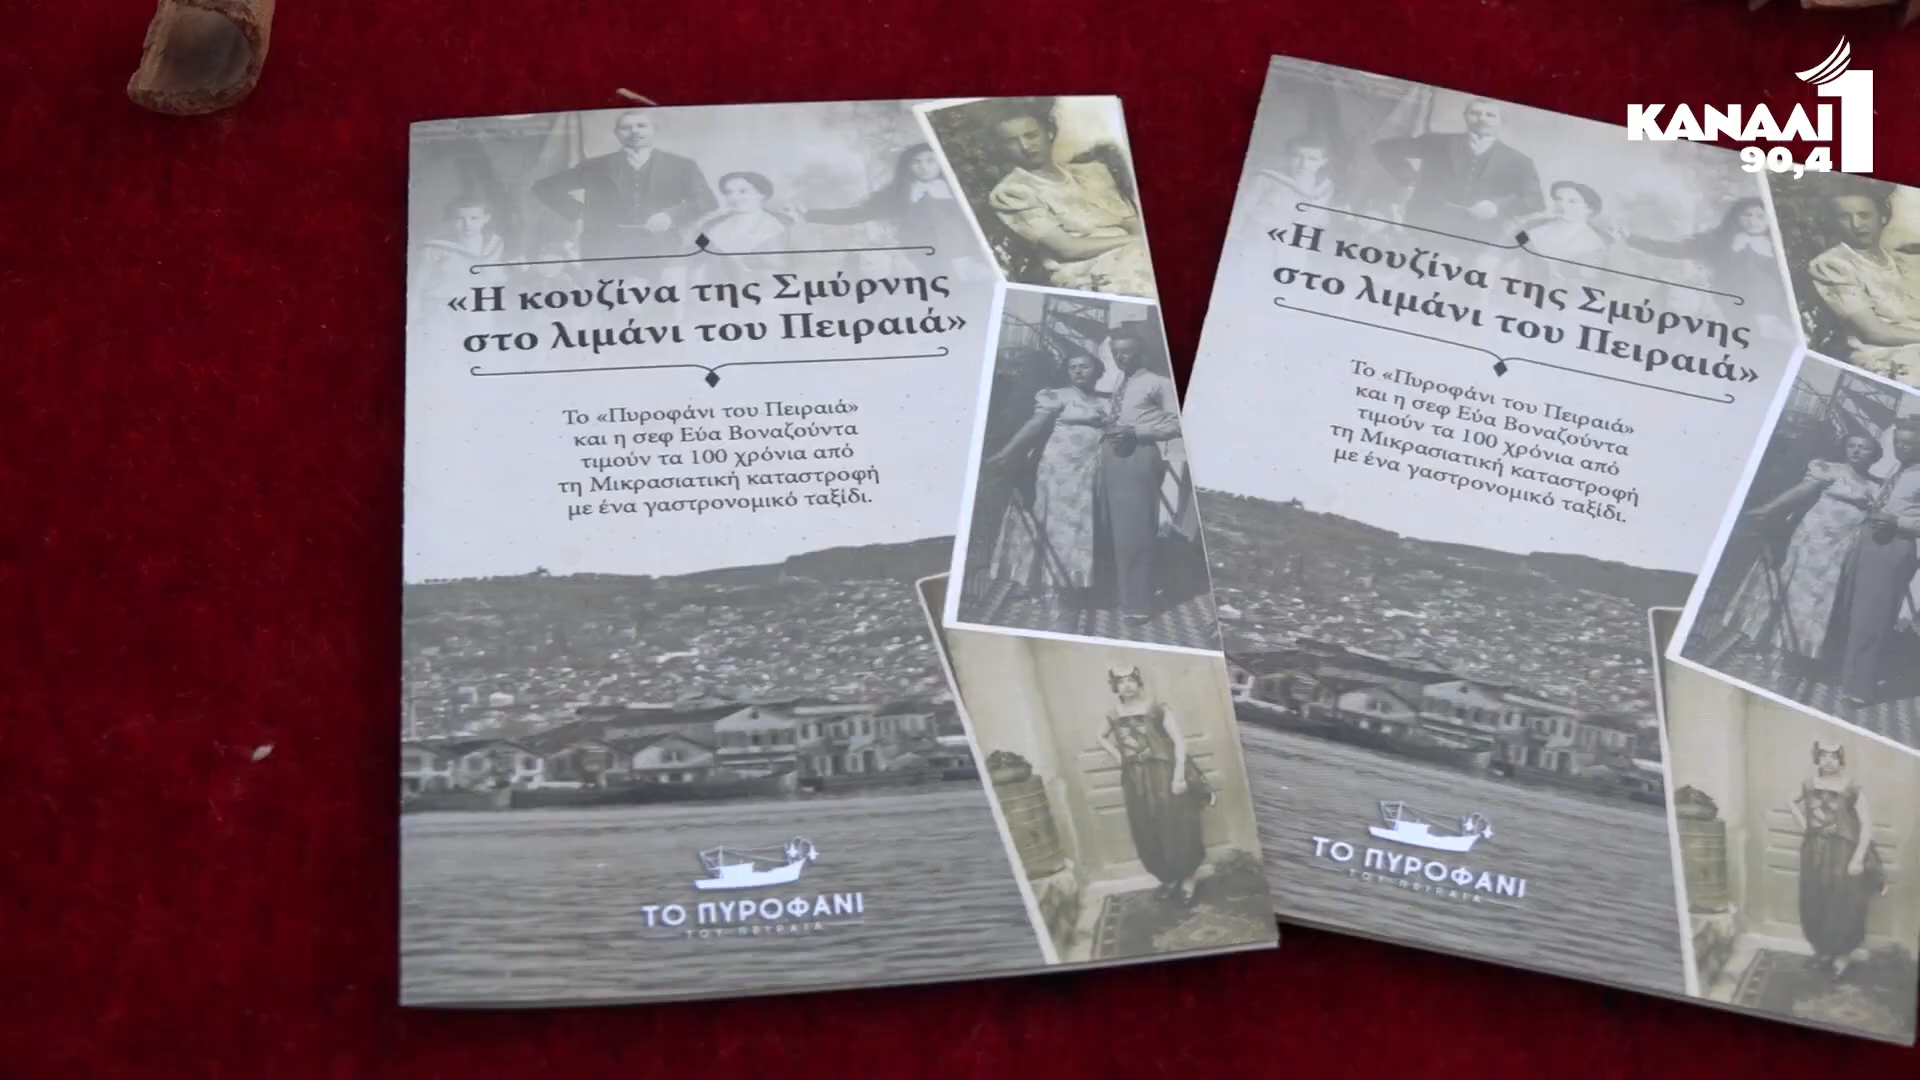 «Η κουζίνα της Σμύρνης
στο λιμάνι του Πειραιά»
Το «Πυροφάνι του Πειραιά»
και η σεφ Εύα Βοναζούντα
τιμούν τα 100 χρόνια από
τη Μικρασιατική καταστροφή
με ένα γαστρονομικό ταξίδι.
ΤΟ ΠΥΡΟΦΑΝΙ
ΤΟΥ ΠΕΙΡΑΙΑ
«Η κουζίνα της Σμύρνης
στο λιμάνι του Πειραιά»
Το «Πυροφάνι του Πειραιά»
και η σεφ Εύα Βοναζούντα
τιμούν τα 100 χρόνια από
τη Μικρασιατική καταστροφή
με ένα γαστρονομικό ταξίδι.
ΤΟ ΠΥΡΟΦΑΝΙ
ΤΟΥ ΠΕΙΡΑΙΑ
ΚΑΝΑΛΙ 1
90,4